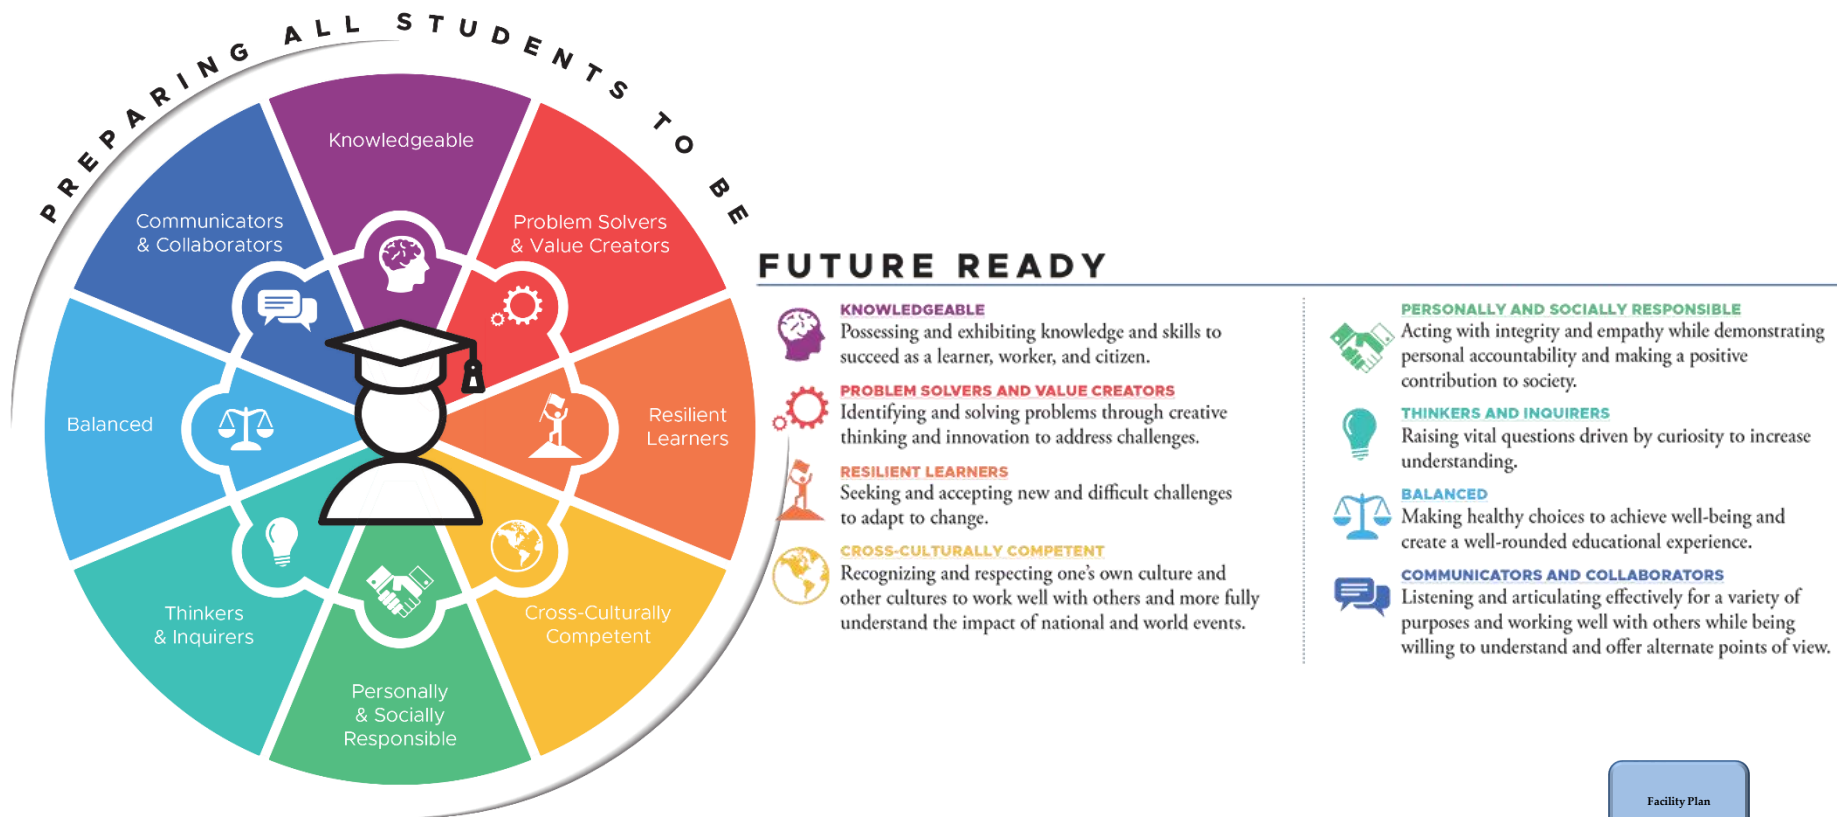 PREPARING ALL STUDENTS TO BE
Knowledgeable
Problem Solvers
& Value Creators
Resilient
Learners
Cross-Culturally
Competent
Personally
& Socially
Responsible
Thinkers
& Inquirers
Balanced
Communicators
& Collaborators
FUTURE READY
KNOWLEDGEABLE
Possessing and exhibiting knowledge and skills to
succeed as a learner, worker, and citizen.
PROBLEM SOLVERS AND VALUE CREATORS
Identifying and solving problems through creative
thinking and innovation to address challenges.
RESILIENT LEARNERS
Seeking and accepting new and difficult challenges
to adapt to change.
CROSS-CULTURALLY COMPETENT
Recognizing and respecting one's own culture and
other cultures to work well with others and more fully
understand the impact of national and world events.
PERSONALLY AND SOCIALLY RESPONSIBLE
Acting with integrity and empathy while demonstrating
personal accountability and making a positive
contribution to society.
THINKERS AND INQUIRERS
Raising vital questions driven by curiosity to increase
understanding.
BALANCED
Making healthy choices to achieve well-being and
create a well-rounded educational experience.
COMMUNICATORS AND COLLABORATORS
Listening and articulating effectively for a variety of
purposes and working well with others while being
willing to understand and offer alternate points of view.
Facility Plan